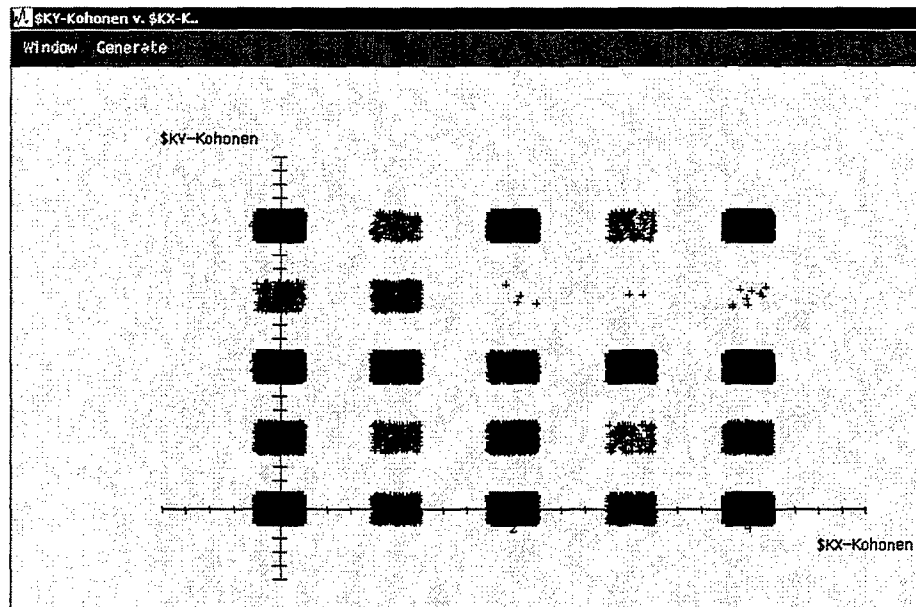 $KY-Kohonen v. $KX-K..
Window Generate
$KY-Kohonen
2
4
$KX-Kohonen